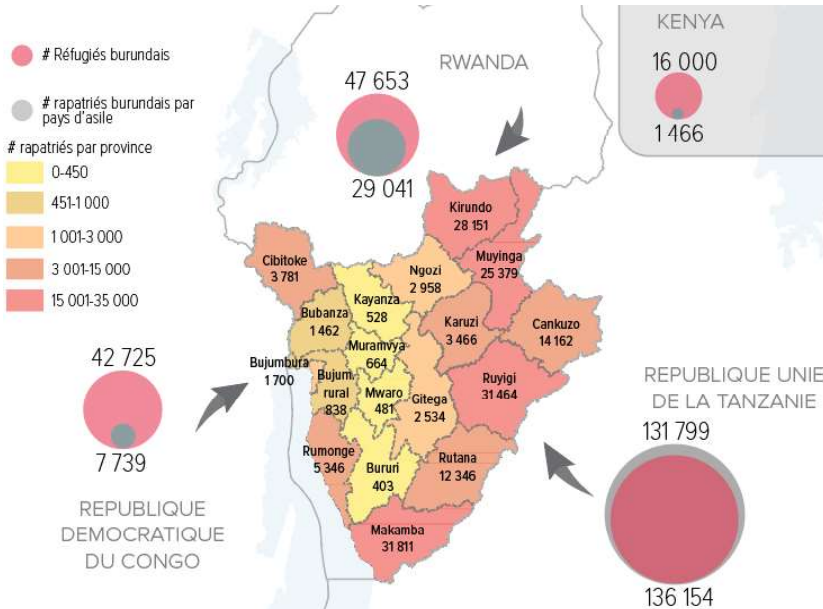 # Réfugiés burundais
# rapatriés burundais par
pays d'asile
# rapatriés par province
0-450
451-1 000
1 001-3 000
3 001-15 000
15 001-35 000
RWANDA
47 653
29 041
KENYA
16 000
1 466
Kirundo
28 151
Muyinga
25 379
Cibitoke
3 781
Ngozi
2 958
Kayanza
528
Bubanza
1 462
Karuzi
3 466
Cankuzo
14 162
Muramvya
664
Bujumbura
1 700
Bujum.
rural
838
Mwaro
481
Gitega
2 534
Ruyigi
31 464
Rumonge
5 346
Bururi
403
Rutana
12 346
Makamba
31 811
42 725
7 739
REPUBLIQUE
DEMOCRATIQUE
DU CONGO
REPUBLIQUE UNIE
DE LA TANZANIE
131 799
136 154